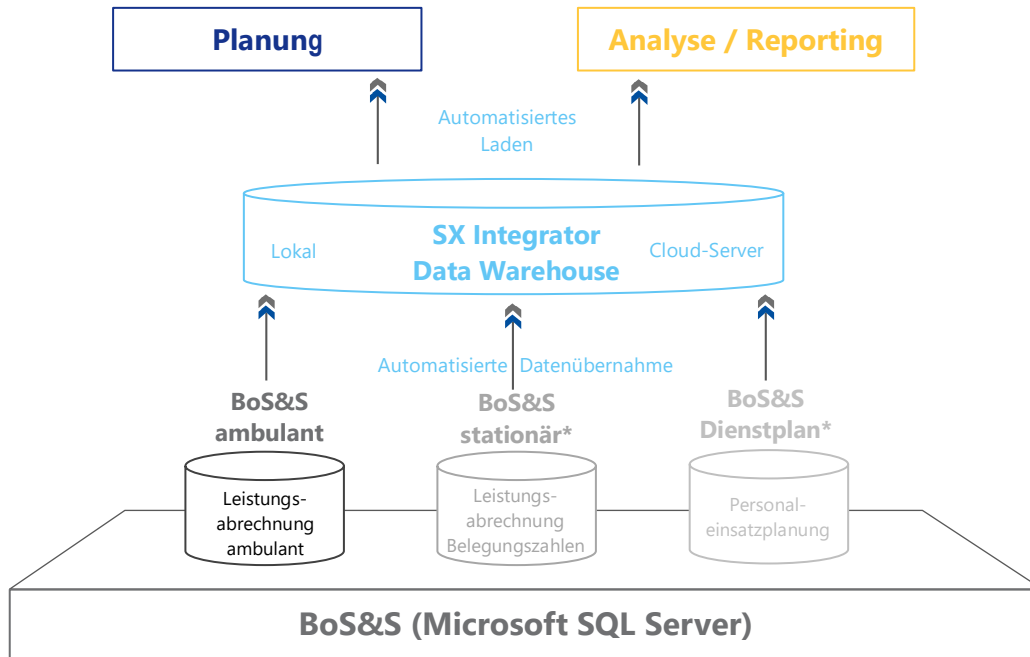 Planung
Analyse / Reporting
Automatisiertes
Laden
SX Integrator
Data Warehouse
Lokal
Cloud-Server
Automatisierte Datenübernahme
BoS&S
ambulant
BoS&S
stationär*
BoS&S
Dienstplan*
Leistungs-
abrechnung
ambulant
Leistungs-
abrechnung
Belegungszahlen
Personal-
einsatzplanung
BoS&S (Microsoft SQL Server)